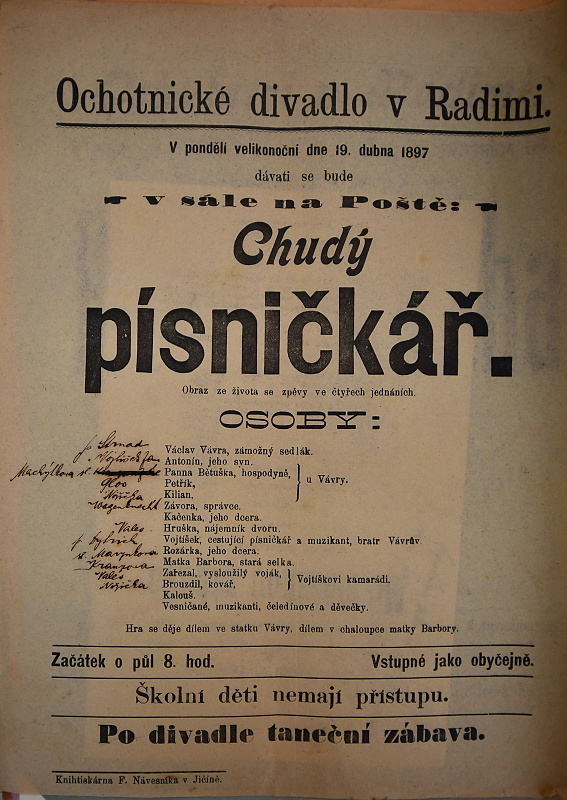 Ochotnické divadlo v Radimi.
V pondělí velikonoční dne 19. dubna 1897
dávati se bude
v sále na Poště:
Chudý
písničkář.
Obraz ze života se zpěvy ve čtyřech jednáních.
OSOBY:
Václav Vávra, zámožný sedlák.
Antonín, jeho syn.
Panna Bětuška, hospodyně,
Petřík,
Kilian,
u Vávry.
Závora, správce.
Kačenka, jeho dcera.
Hruška, nájemník dvoru.
Vojtíšek, cestující písničkář a muzikant, bratr Vávrův.
Rozárka, jeho dcera.
Matka Barbora, stará selka.
Zařezal, vysloužilý voják,
Brouzdil, kovář,
Vojtíškovi kamarádi.
Kalouš.
Vesničané, muzikanti, čeledínové a děvečky.
Hra se děje dílem ve statku Vávry, dílem v chaloupce matky Barbory.
Začátek o půl 8. hod. Vstupné jako obyčejně.
Školní děti nemají přístupu.
Po divadle taneční zábava.
Knihtiskárna F. Návesníka v Jičíně.